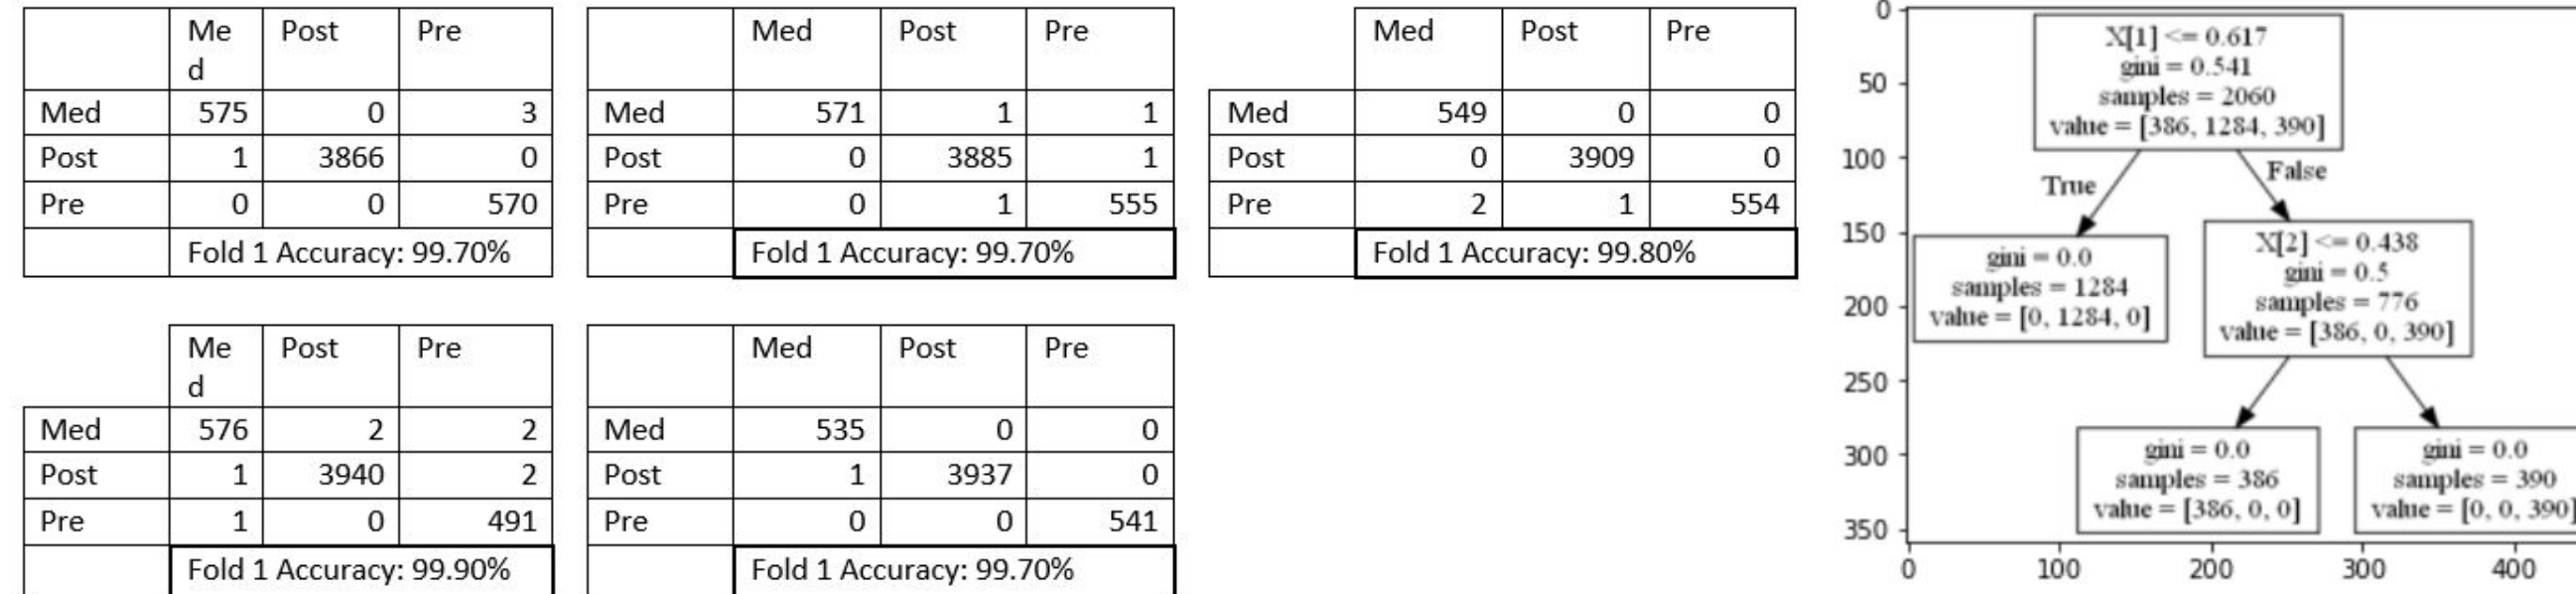 Me
d
Post
Pre
Med 575 0 3
Post 1 3866 0
Pre 0 0 570
Fold 1 Accuracy: 99.70%
Med Post Pre
Med 571 1 1
Post 0 3885 1
Pre 0 1 555
Fold 1 Accuracy: 99.70%
Med Post Pre
Med 549 0 0
Post 0 3909 0
Pre 2 1 554
Fold 1 Accuracy: 99.80%
Me
d
Post
Pre
Med 576 2 2
Post 1 3940 2
Pre 1 0 491
Fold 1 Accuracy: 99.90%
Med Post Pre
Med 535 0 0
Post 1 3937 0
Pre 0 0 541
Fold 1 Accuracy: 99.70%
0
50
100
150
200
250
300
350
0 100 200 300 400
X[1] <= 0.617
gini = 0.541
samples = 2060
value = [386, 1284, 390]
True
False
gini = 0.0
samples = 1284
value = [0, 1284, 0]
X[2] <= 0.438
gini = 0.5
samples = 776
value = [386, 0, 390]
gini = 0.0
samples = 386
value = [386, 0, 0]
gini = 0.0
samples = 390
value = [0, 0, 390]